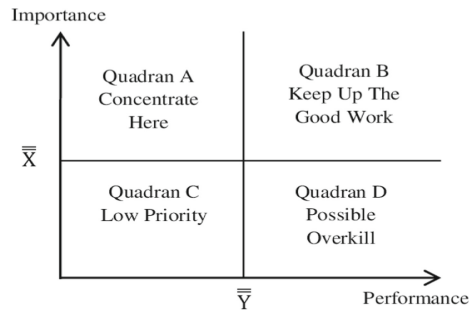 Importance
Quadran A
Concentrate
Here
Quadran B
Keep Up The
Good Work
X̿
Quadran C
Low Priority
Quadran D
Possible
Overkill
Y̿
Performance